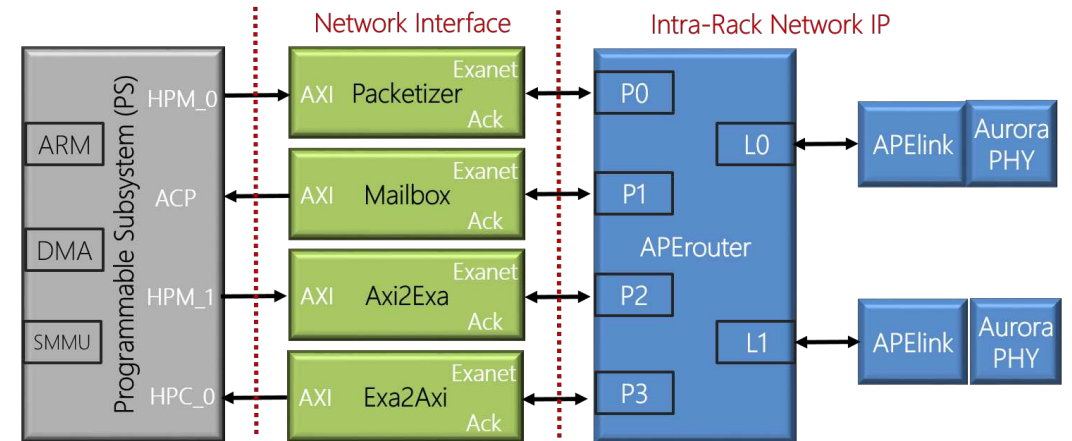 Network Interface
Intra-Rack Network IP
Programmable Subsystem (PS)
ARM
DMA
SMMU
HPM_0
ACP
HPM_1
HPC_0
AXI Packetizer Exanet
Ack
AXI Mailbox Exanet
Ack
AXI Axi2Exa Exanet
Ack
AXI Exa2Axi Exanet
Ack
P0
P1
P2
P3
APErouter
L0
L1
APElink
Aurora
PHY
APElink
Aurora
PHY